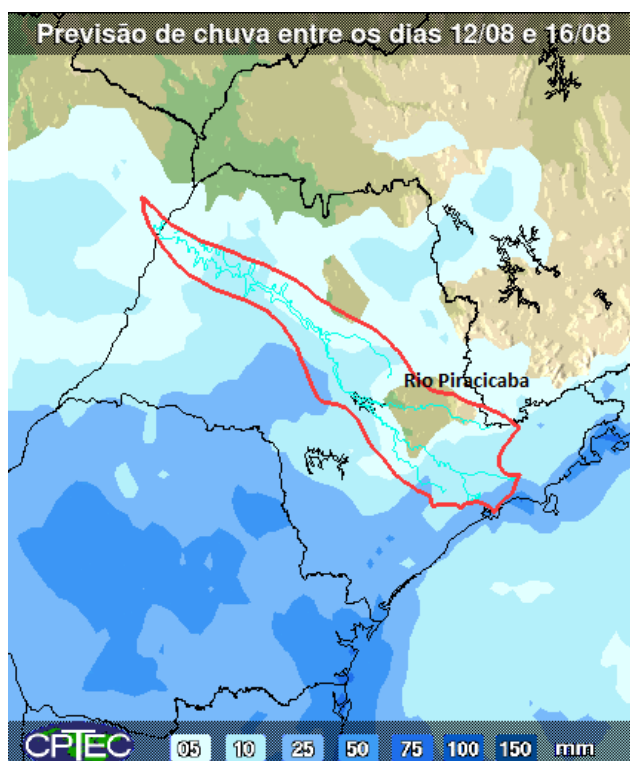 Previsão de chuva entre os dias 12/08 e 16/08
Rio Piracicaba
CPTEC 05 10 25 50 75 100 150 mm